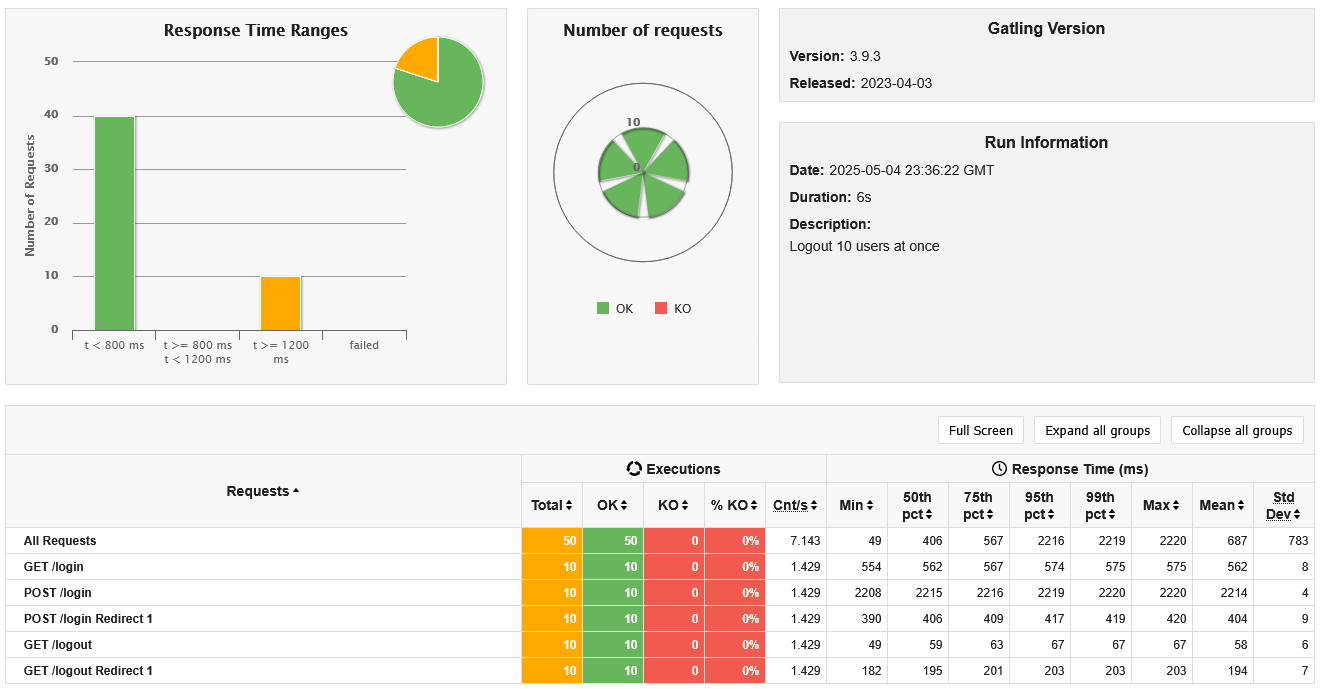 Response Time Ranges
Number of Requests
50
40
30
20
10
0
t < 800 ms
t >= 800 ms
t < 1200 ms
t >= 1200
ms
failed
Number of requests
10
0
OK
KO
Gatling Version
Version: 3.9.3
Released: 2023-04-03
Run Information
Date: 2025-05-04 23:36:22 GMT
Duration: 6s
Description:
Logout 10 users at once
Full Screen Expand all groups Collapse all groups
Requests Executions Response Time (ms)
Total OK KO % KO Cnt/s Min 50th pct 75th pct 95th pct 99th pct Max Mean Std Dev
All Requests 50 50 0 0% 7.143 49 406 567 2216 2219 2220 687 783
GET /login 10 10 0 0% 1.429 554 562 567 574 575 575 562 8
POST /login 10 10 0 0% 1.429 2208 2215 2216 2219 2220 2220 2214 4
POST /login Redirect 1 10 10 0 0% 1.429 390 406 409 417 419 420 404 9
GET /logout 10 10 0 0% 1.429 49 59 63 67 67 67 58 6
GET /logout Redirect 1 10 10 0 0% 1.429 182 195 201 203 203 203 194 7